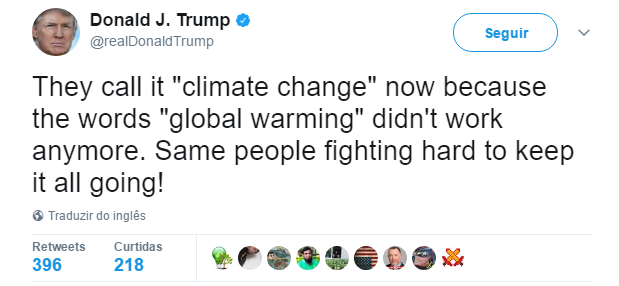 Donald J. Trump
@realDonaldTrump
Seguir
They call it "climate change" now because
the words "global warming" didn't work
anymore. Same people fighting hard to keep
it all going!
Traduzir do inglês
Retweets
396
Curtidas
218